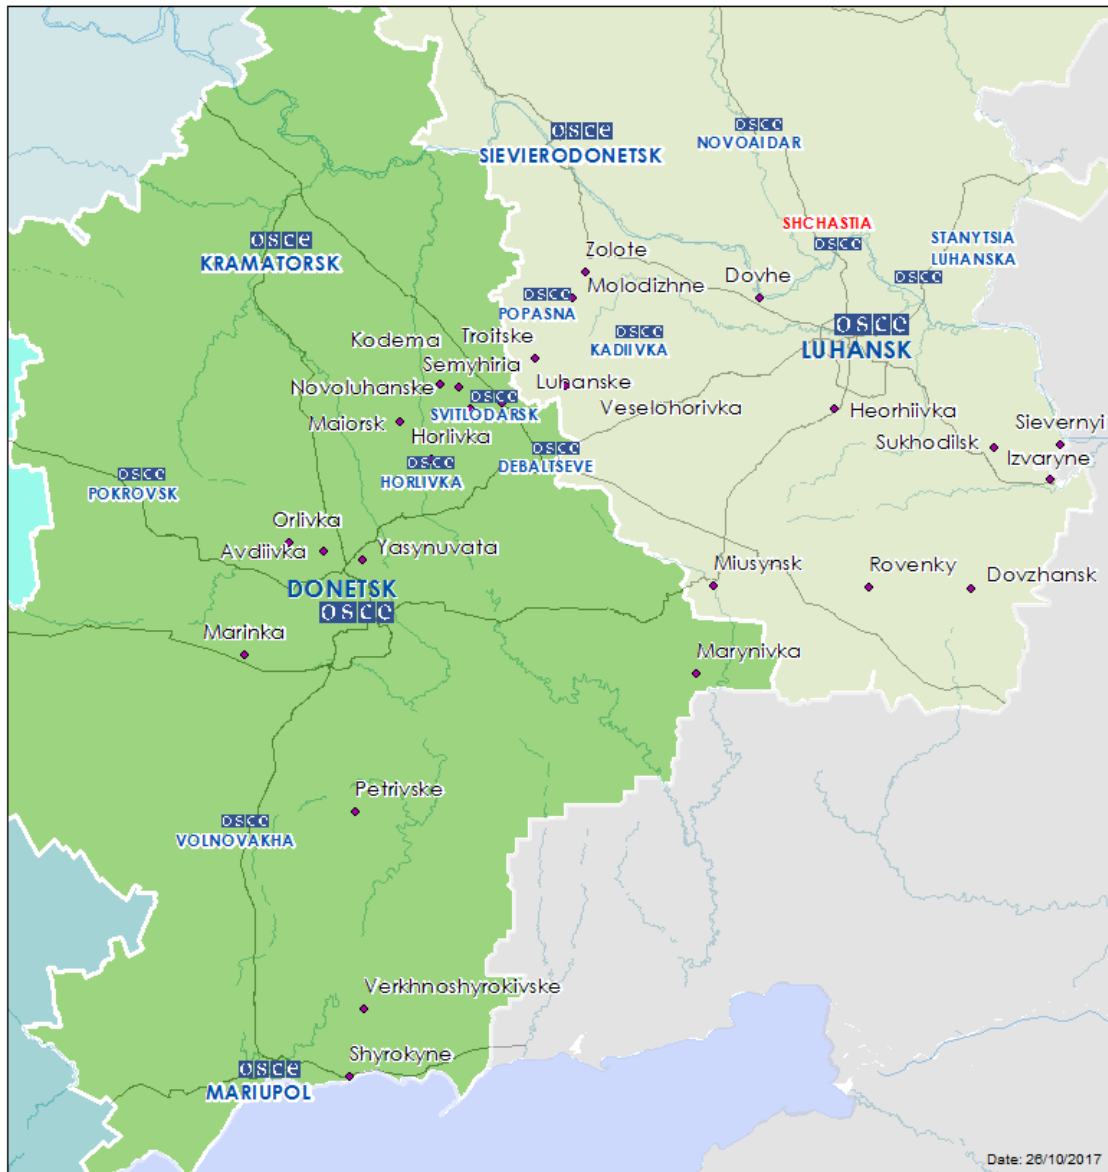 osce
SIEVIERODONETSK
osce
NOVOAIDAR
SHCHASTIA
osce
STANYTSIA
LUHANSKA
osce
osce
KRAMATORSK
Zolote
Molodizhne
Dovhe
osce
POPASNA
osce
KADIIVKA
osce
LUHANSK
Kodema
Troitske
Semyhiria
Novoluhanske
Luhanske
osce
SVITLODARSK
Veselohorivka
Heorhiivka
Maiorsk
Horlivka
Sievernyi
Sukhodilsk
Izvaryne
osce
DEBALTSEVE
osce
HORLIVKA
osce
POKROVSK
Orlivka
Avdiivka
Yasynuvata
DONETSK
osce
Miusynsk
Rovenky
Dovzhansk
Marinka
Marynivka
Petrivske
osce
VOLNOVAKHA
Verkhnoshyrokivske
Shyrokyne
osce
MARIUPOL
Date: 26/10/2017